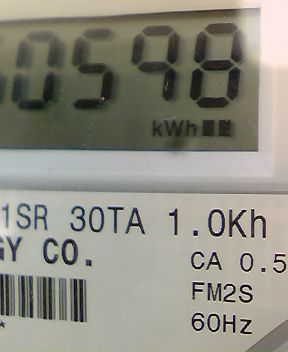 0598
kWh
1SR 30TA 1.0Kh
GY CO.
CA 0.5
FM2S
60Hz